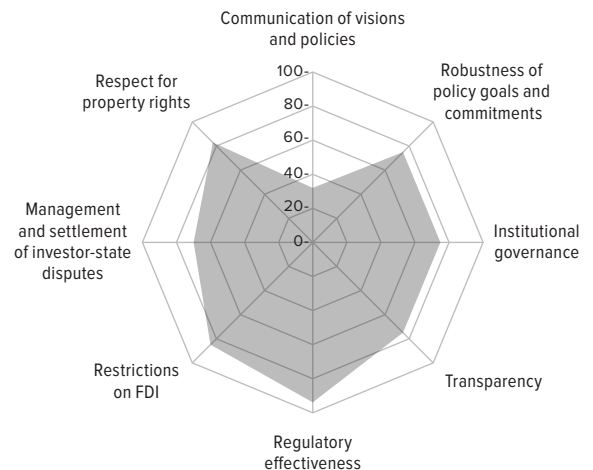 Communication of visions
and policies
Robustness of
policy goals and
commitments
Institutional
governance
Transparency
Regulatory
effectiveness
Restrictions
on FDI
Management
and settlement
of investor-state
disputes
Respect for
property rights
100-
80-
60-
40-
20-
0-